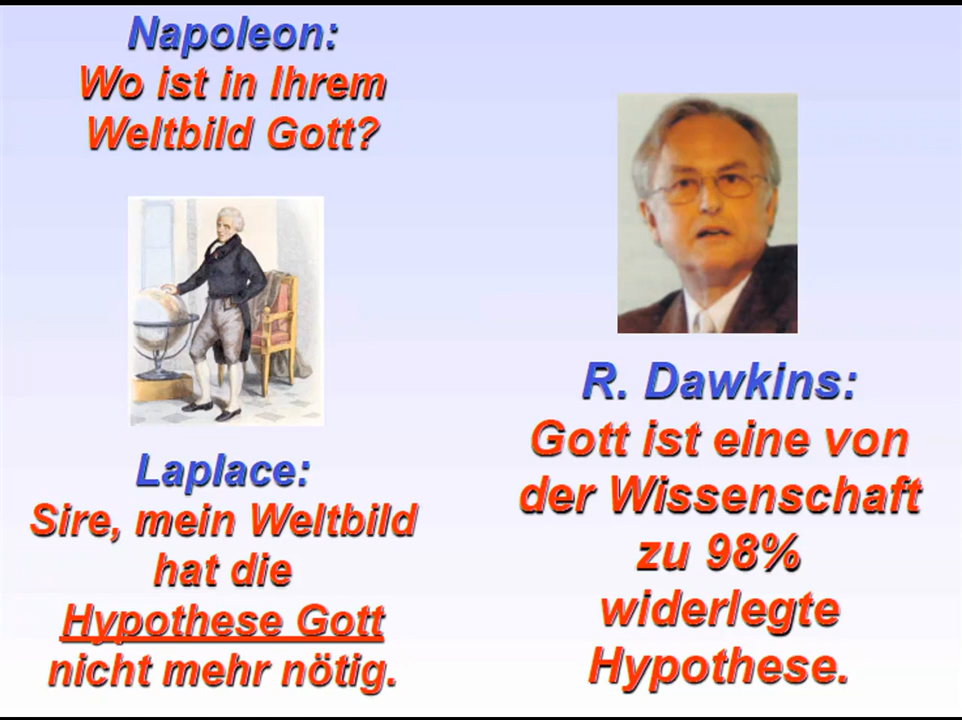 Napoleon:
Wo ist in Ihrem
Weltbild Gott?
Laplace:
Sire, mein Weltbild
hat die
Hypothese Gott
nicht mehr nötig.
R. Dawkins:
Gott ist eine von
der Wissenschaft
zu 98%
widerlegte
Hypothese.